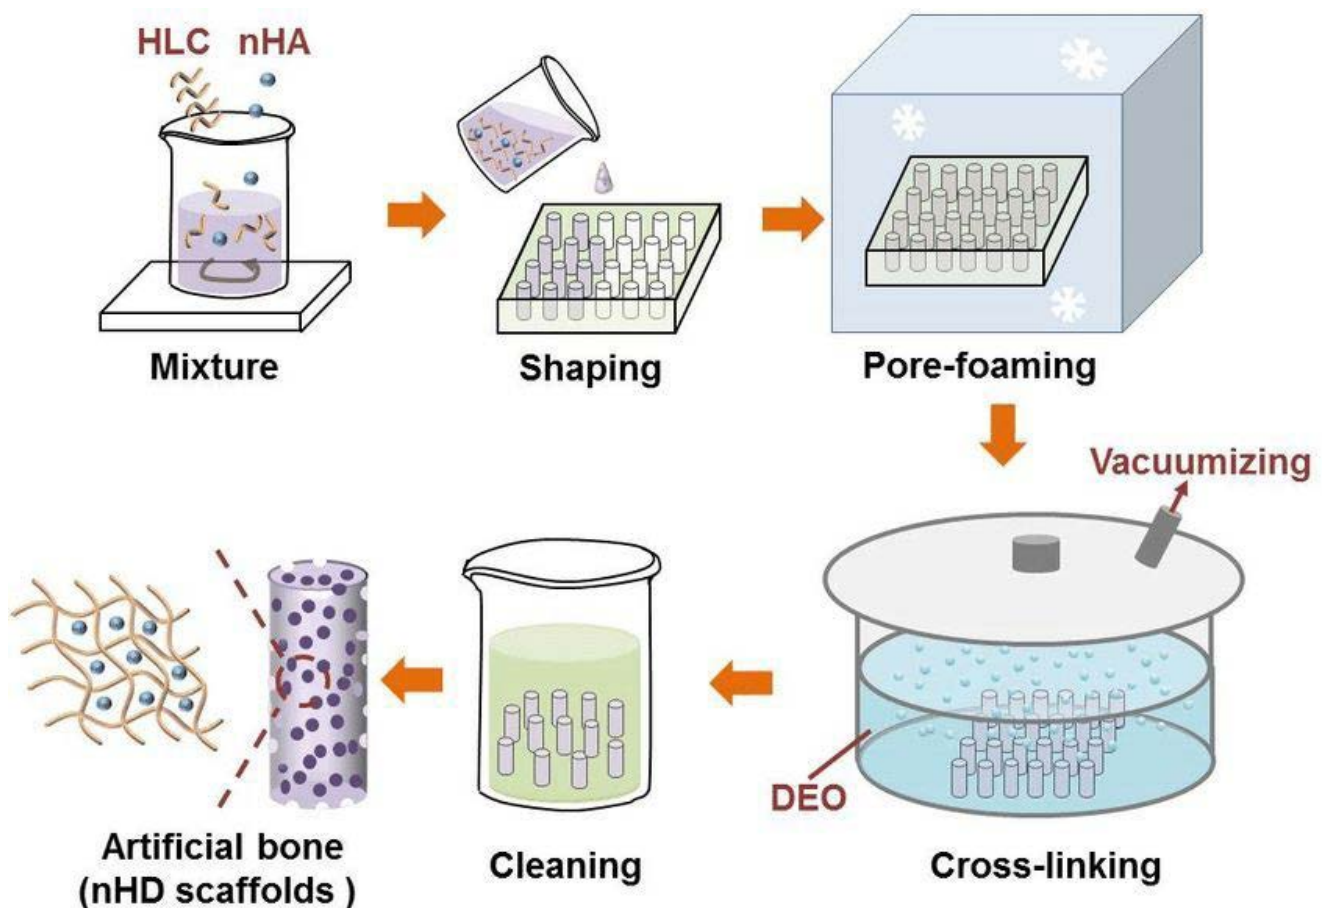 HLC nHA
Mixture
Shaping
Pore-foaming
Vacuumizing
DEO
Cross-linking
Cleaning
Artificial bone
(nHD scaffolds )